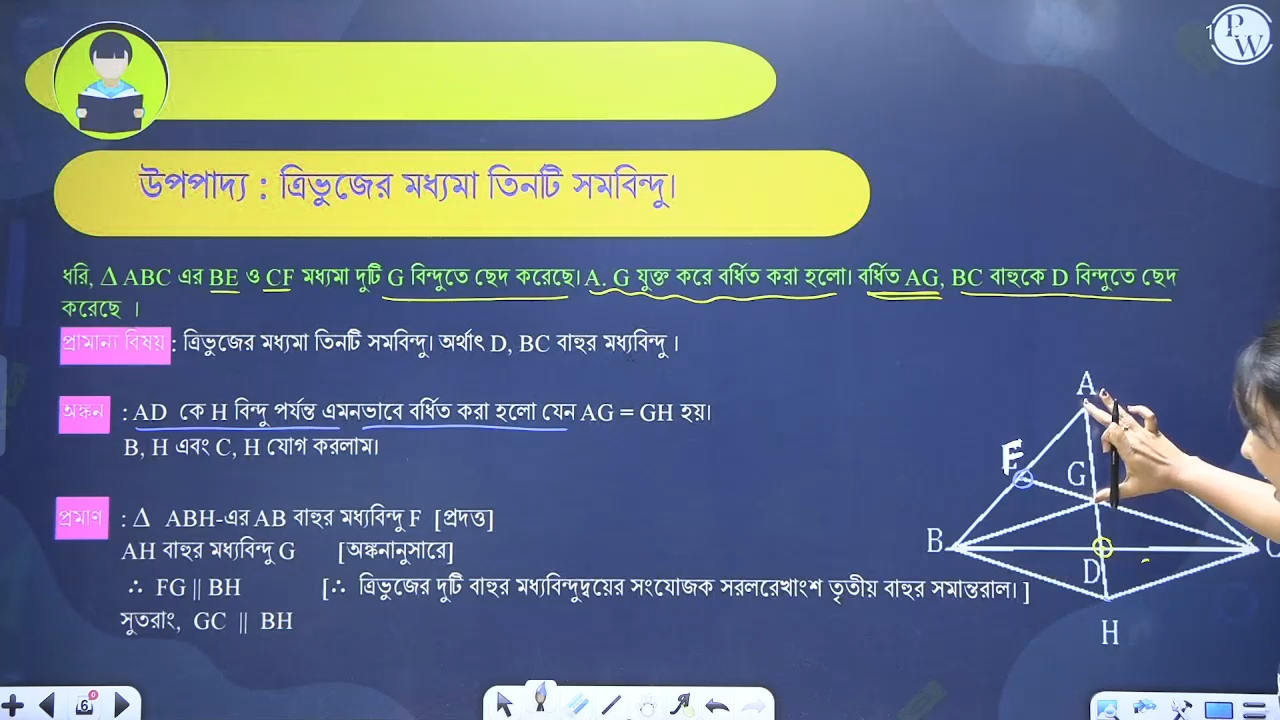 PW
উপপাদ্য : ত্রিভুজের মধ্যমা তিনটি সমবিন্দু।
ধরি, Δ ABC এর BE ও CF মধ্যমা দুটি G বিন্দুতে ছেদ করেছে। A. G যুক্ত করে বর্ধিত করা হলো। বর্ধিত AG, BC বাহুকে D বিন্দুতে ছেদ
করেছে ।
প্রামান্য বিষয় : ত্রিভুজের মধ্যমা তিনটি সমবিন্দু। অর্থাৎ D, BC বাহুর মধ্যবিন্দু ।
অঙ্কন : AD কে H বিন্দু পর্যন্ত এমনভাবে বর্ধিত করা হলো যেন AG = GH হয়।
B, H এবং C, H যোগ করলাম।
প্রমাণ : Δ ABH-এর AB বাহুর মধ্যবিন্দু F [প্রদত্ত]
AH বাহুর মধ্যবিন্দু G [অঙ্কনানুসারে]
∴ FG || BH [∴ ত্রিভুজের দুটি বাহুর মধ্যবিন্দুদ্বয়ের সংযোজক সরলরেখাংশ তৃতীয় বাহুর সমান্তরাল। ]
সুতরাং, GC || BH
A
F
G
B
D
H
6
0